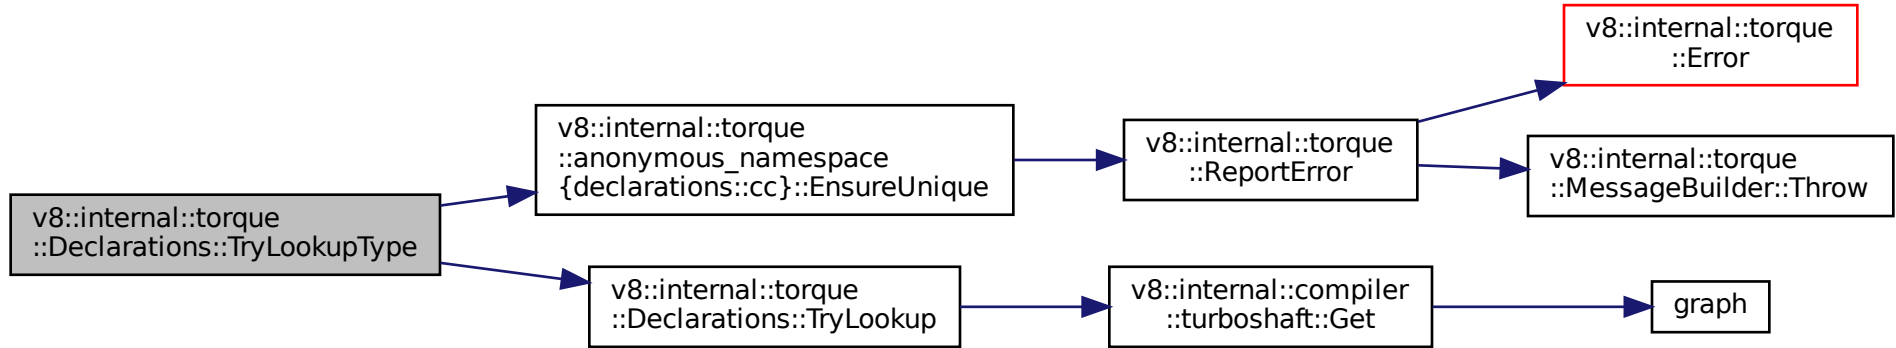 v8::internal::torque
::Declarations::TryLookupType
v8::internal::torque
::anonymous_namespace
{declarations::cc}::EnsureUnique
v8::internal::torque
::ReportError
v8::internal::torque
::Error
v8::internal::torque
::MessageBuilder::Throw
v8::internal::torque
::Declarations::TryLookup
v8::internal::compiler
::turboshaft::Get
graph